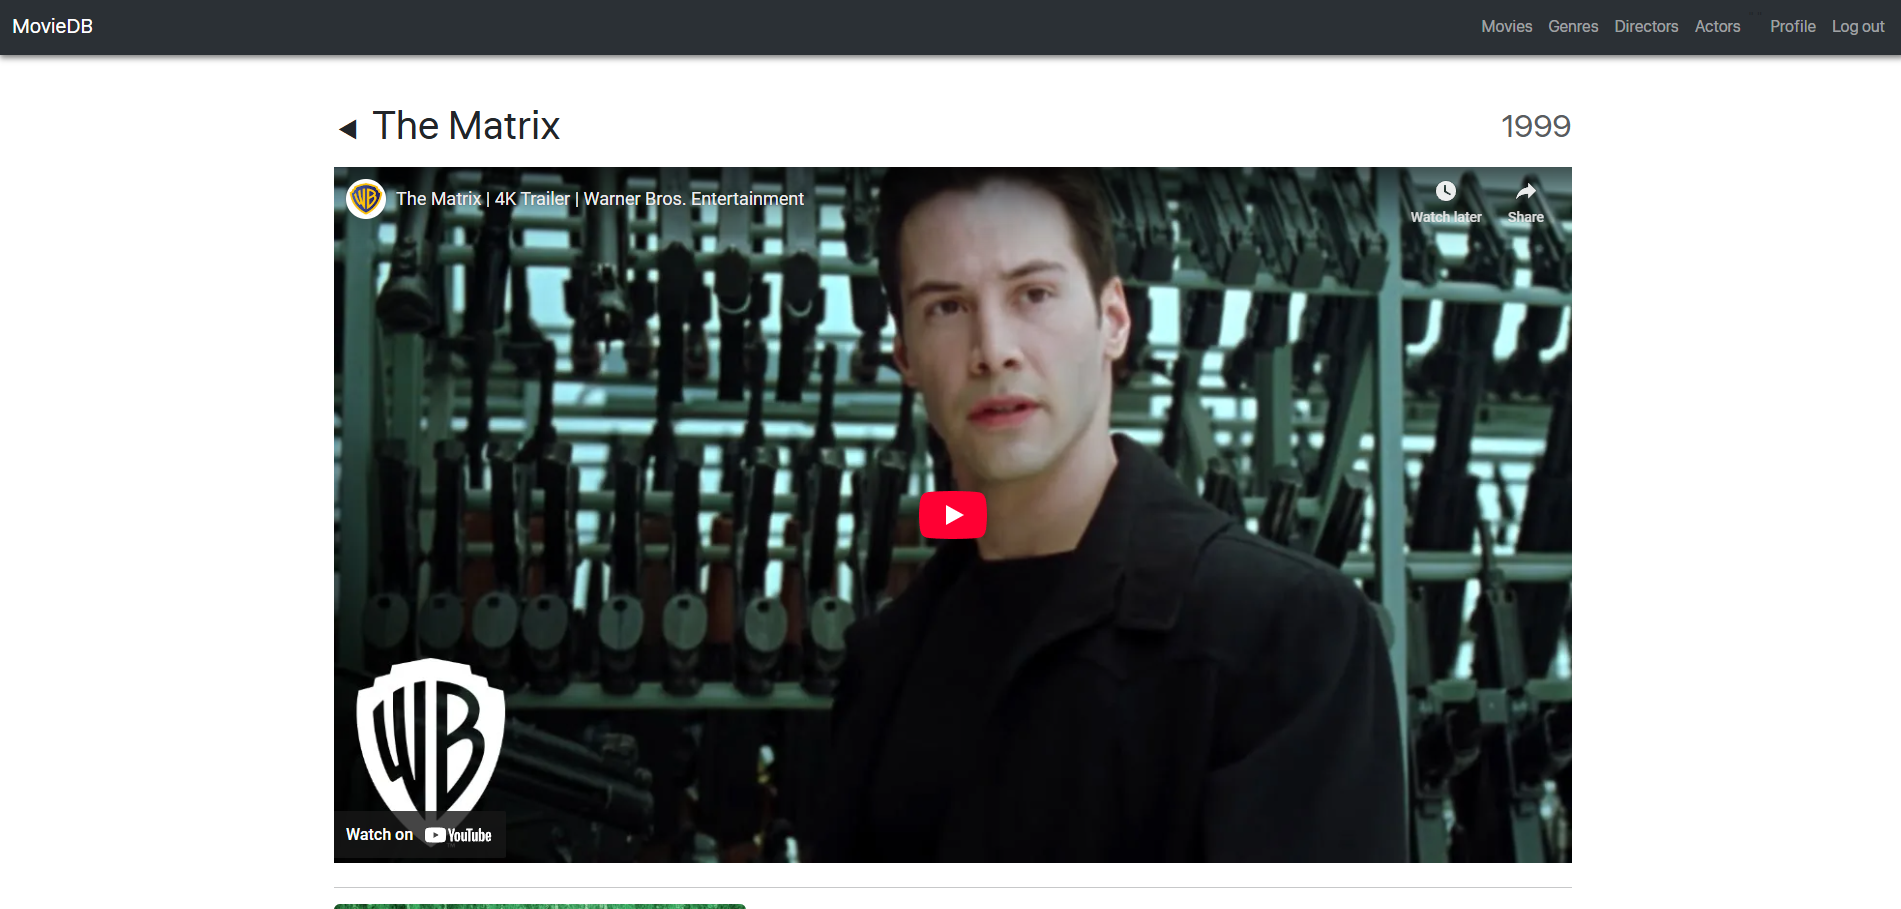 MovieDB
Movies Genres Directors Actors Profile Log out
The Matrix
1999
The Matrix | 4K Trailer | Warner Bros. Entertainment
Watch later
Share
WB
Watch on YouTube